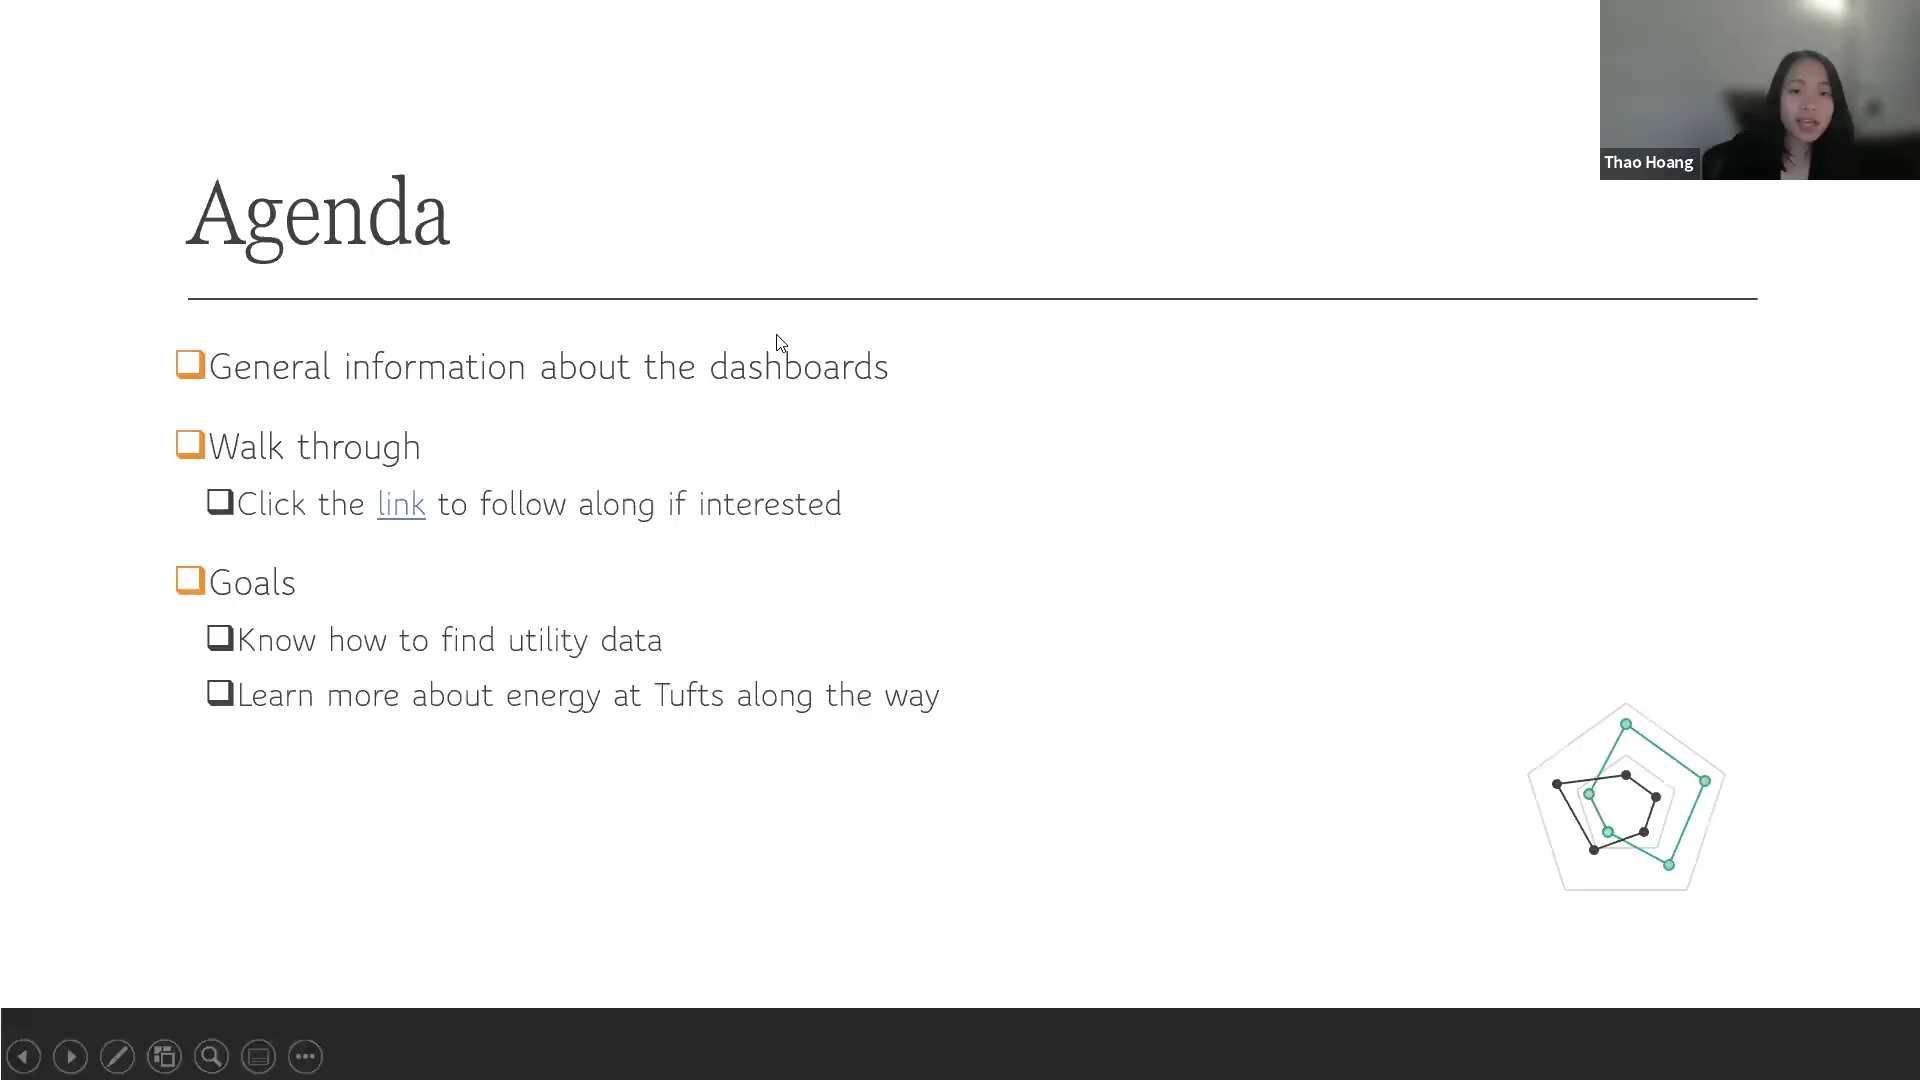 Thao Hoang
Agenda
General information about the dashboards
Walk through
Click the link to follow along if interested
Goals
Know how to find utility data
Learn more about energy at Tufts along the way